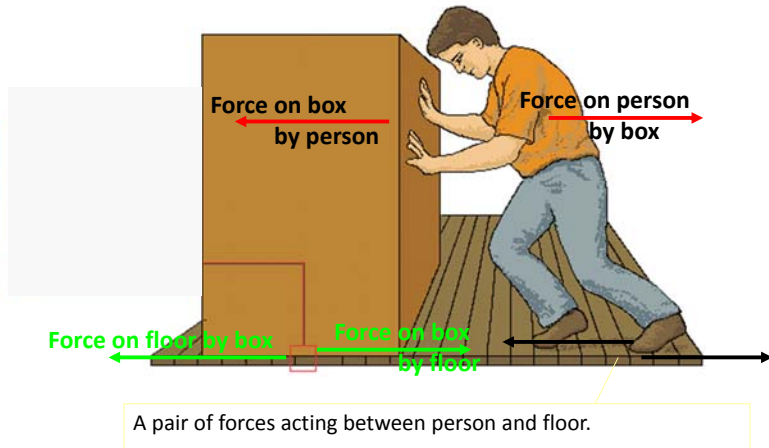 Force on box
by person
Force on person
by box
Force on floor by box
Force on box
by floor
A pair of forces acting between person and floor.